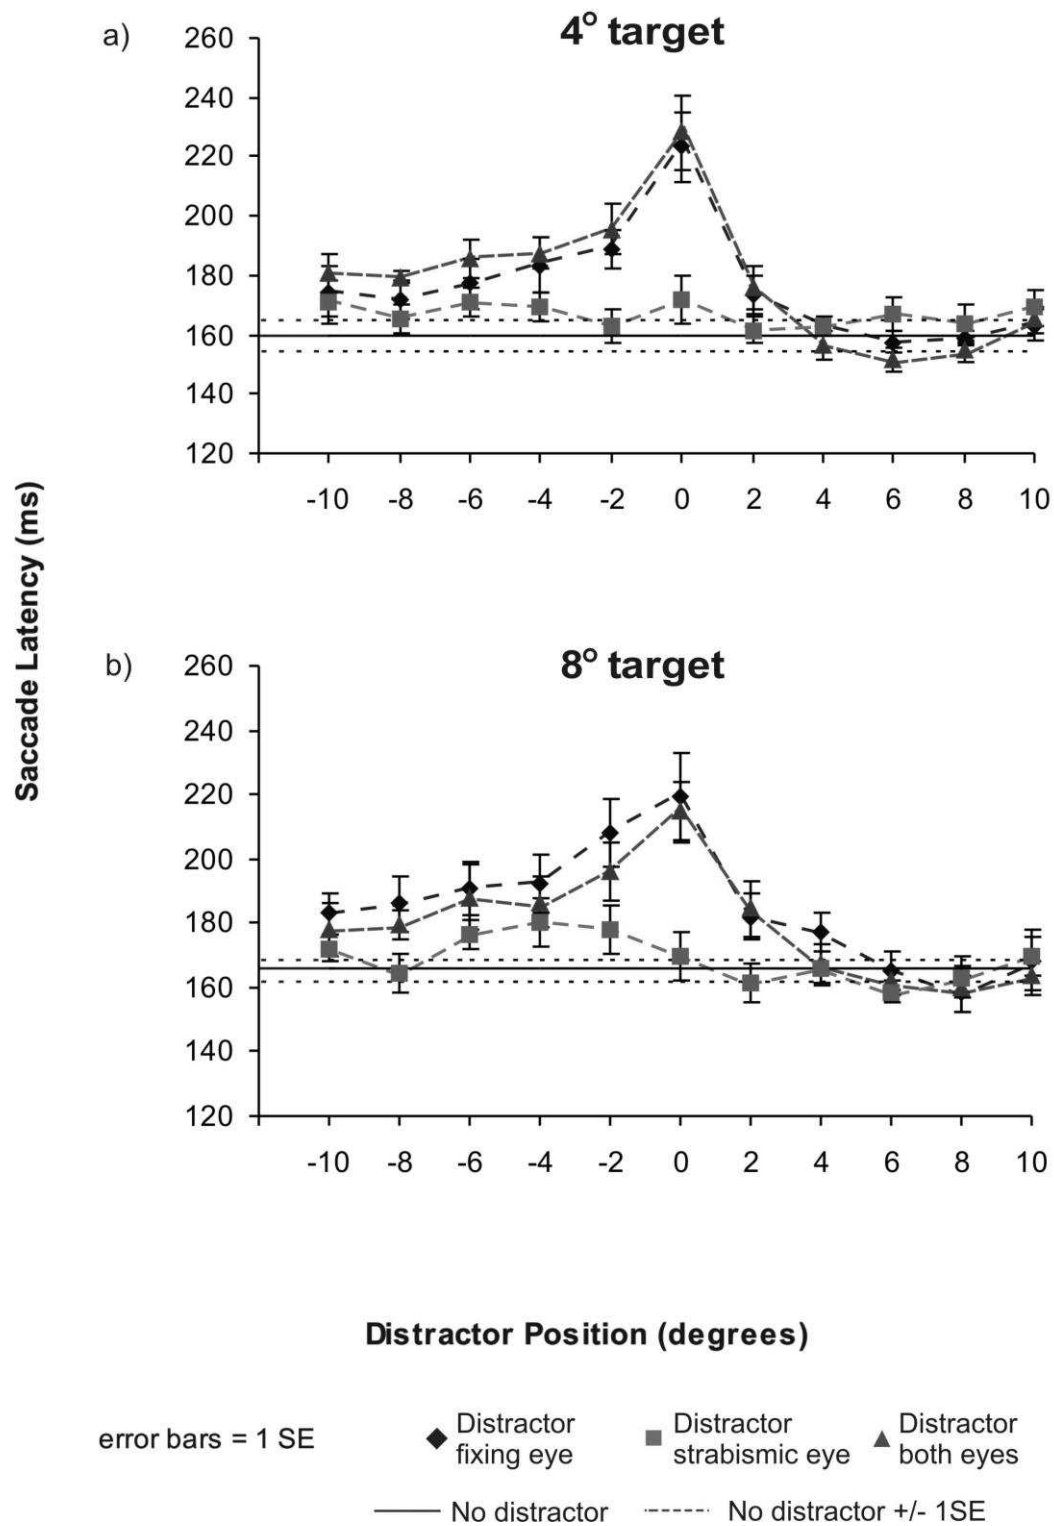 a)
4° target
260
240
220
200
180
160
140
120
-10 -8 -6 -4 -2 0 2 4 6 8 10
Saccade Latency (ms)
b)
8° target
260
240
220
200
180
160
140
120
-10 -8 -6 -4 -2 0 2 4 6 8 10
Distractor Position (degrees)
error bars = 1 SE
Distractor
fixing eye
Distractor
strabismic eye
Distractor
both eyes
No distractor
No distractor +/- 1SE